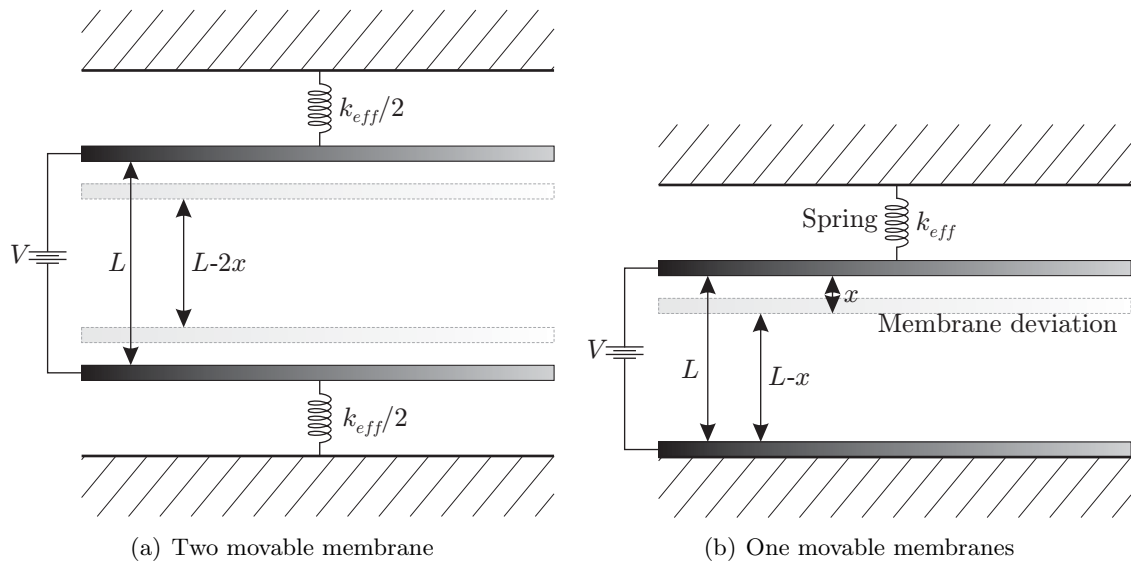 k_eff/2
V
L
L-2x
k_eff/2
(a) Two movable membrane
Spring
k_eff
x
Membrane deviation
V
L
L-x
(b) One movable membranes